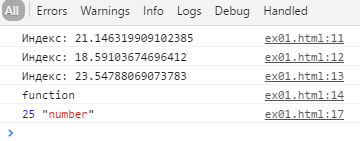 All Errors Warnings Info Logs Debug Handled
Индекс: 21.146319909102385 ex01.html:11
Индекс: 18.59103674696412 ex01.html:12
Индекс: 23.54788069073783 ex01.html:13
function ex01.html:14
25 "number" ex01.html:17